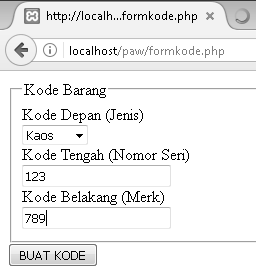 http://localh...formkode.php
localhost/paw/formkode.php
Kode Barang
Kode Depan (Jenis)
Kaos
Kode Tengah (Nomor Seri)
123
Kode Belakang (Merk)
789
BUAT KODE